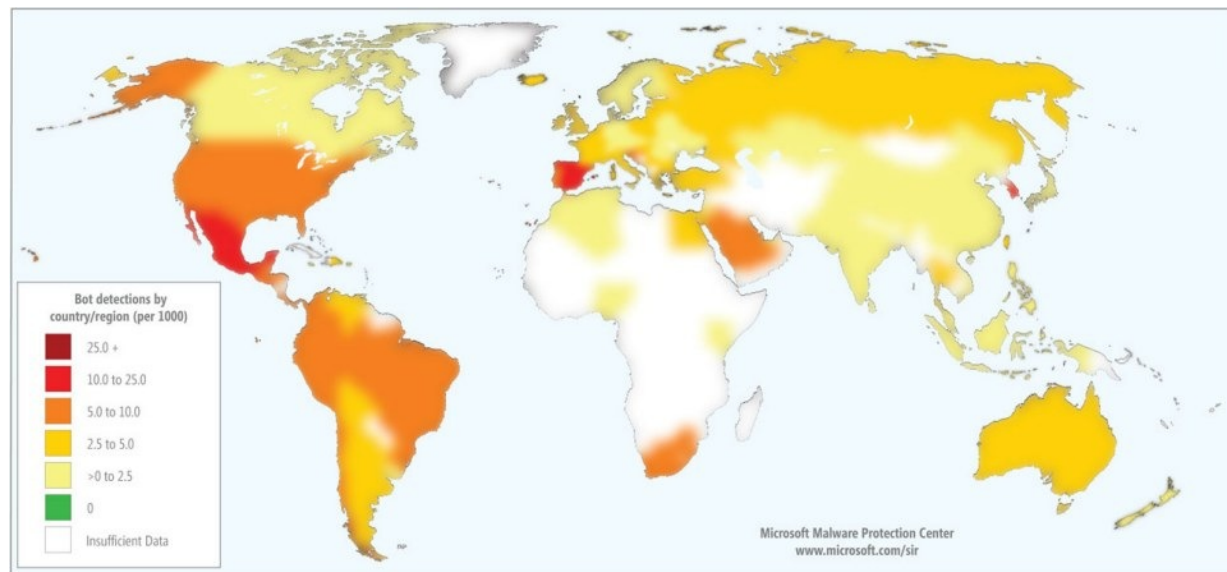 Bot detections by
country/region (per 1000)
25.0 +
10.0 to 25.0
5.0 to 10.0
2.5 to 5.0
>0 to 2.5
0
Insufficient Data
Microsoft Malware Protection Center
www.microsoft.com/sir